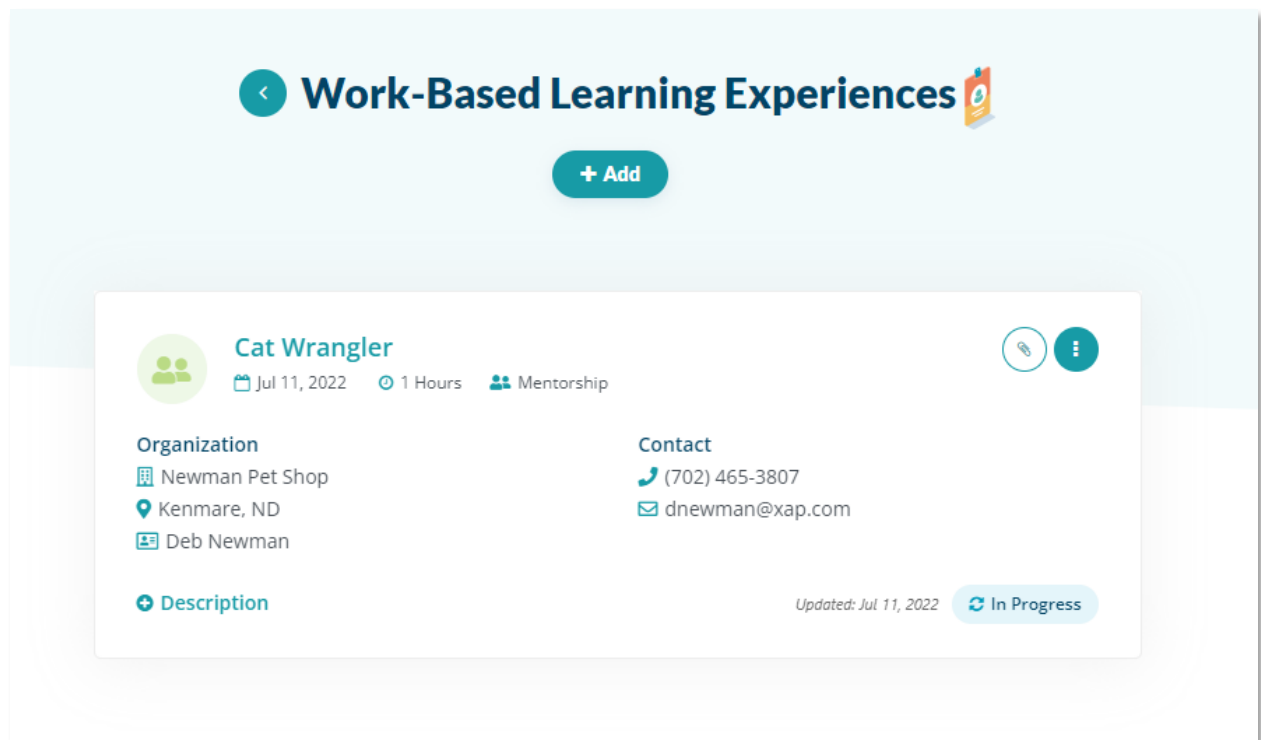 Work-Based Learning Experiences
+ Add
Cat Wrangler
Jul 11, 2022 1 Hours Mentorship
Organization
Newman Pet Shop
Kenmare, ND
Deb Newman
Contact
(702) 465-3807
dnewman@xap.com
Description
Updated: Jul 11, 2022 In Progress